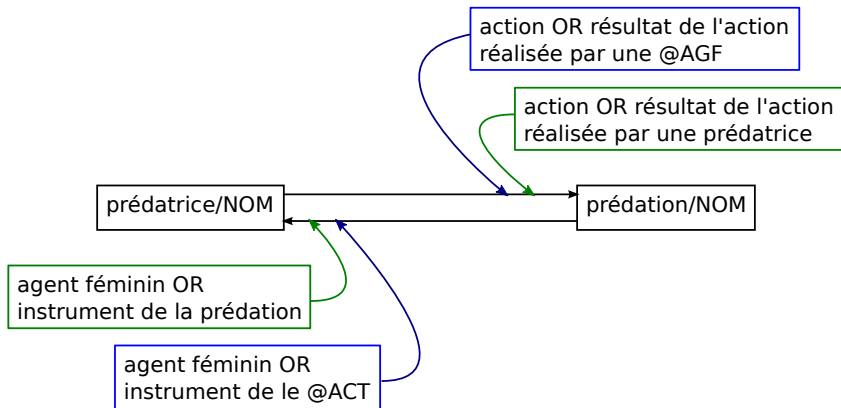 action OR résultat de l'action
réalisée par une @AGF
action OR résultat de l'action
réalisée par une prédatrice
prédatrice/NOM
prédation/NOM
agent féminin OR
instrument de la prédation
agent féminin OR
instrument de le @ACT